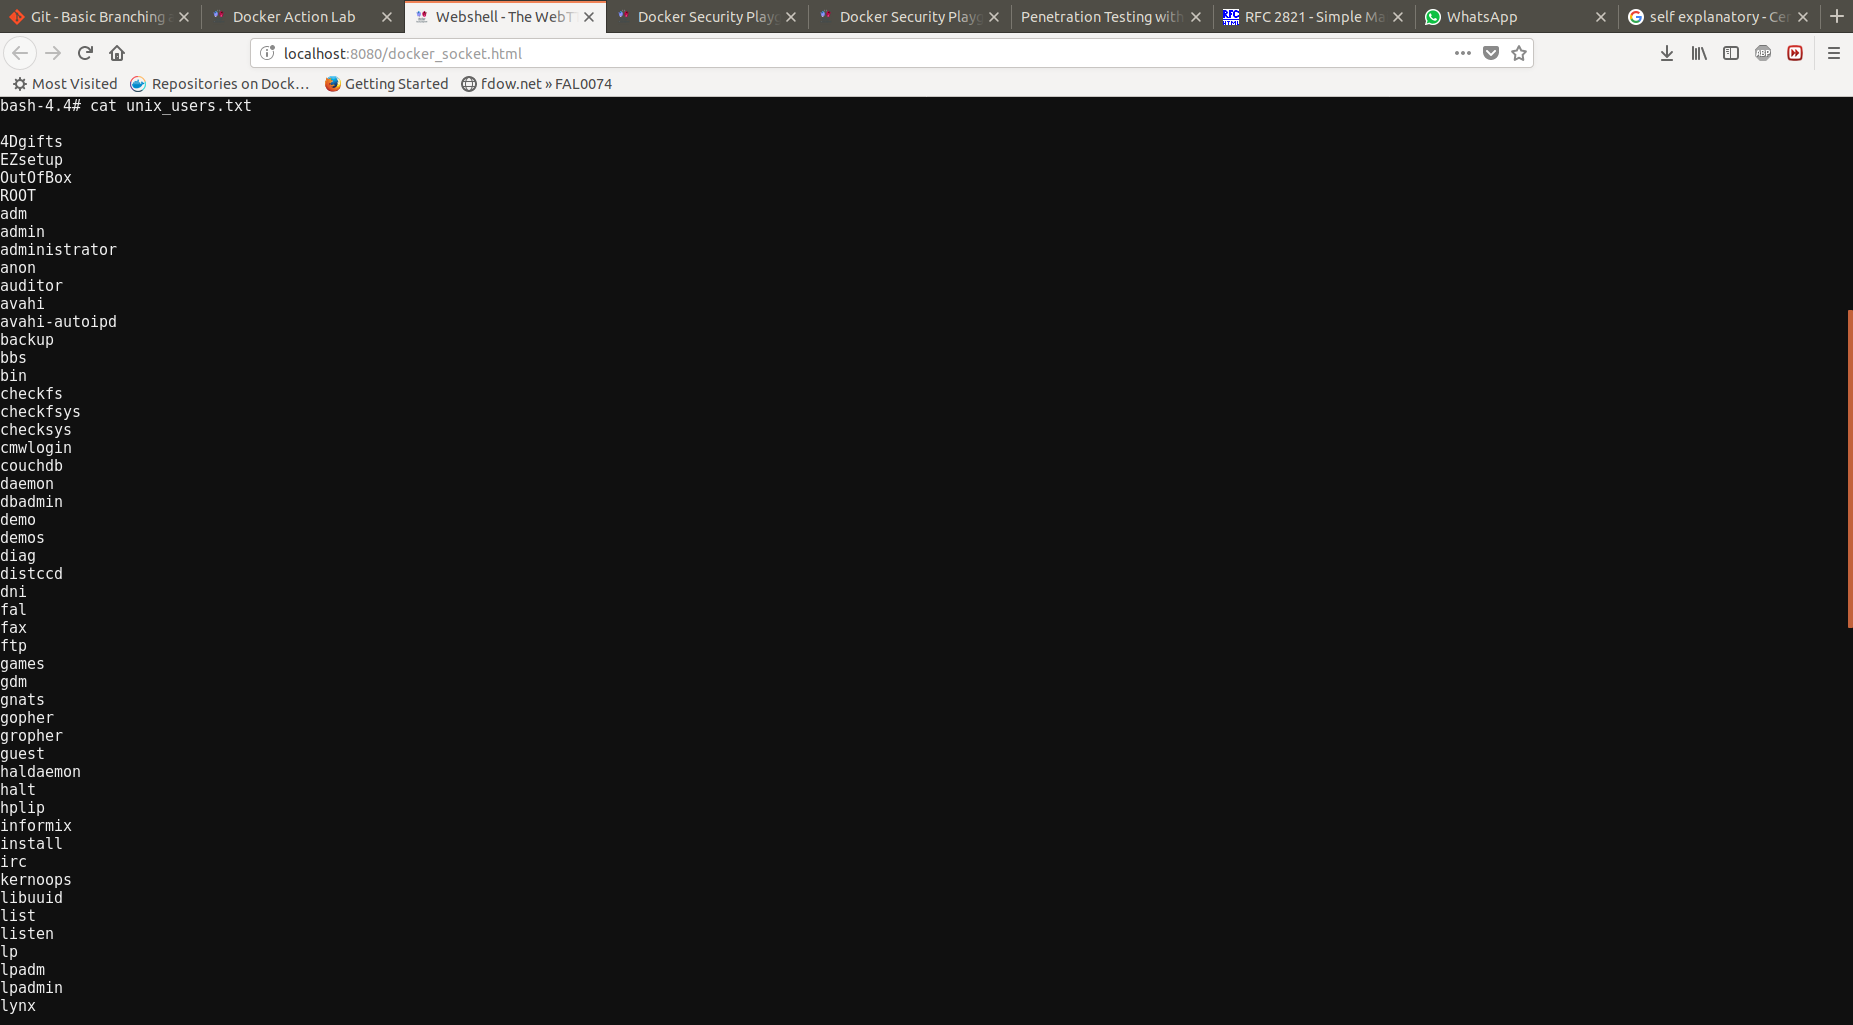 Git - Basic Branching
Docker Action Lab
Webshell - The WebT
Docker Security Playg
Docker Security Playg
Penetration Testing with
RFC 2821 - Simple Ma
WhatsApp
self explanatory - Cer
localhost:8080/docker_socket.html
ABP
Most Visited
Repositories on Dock...
Getting Started
fdow.net » FAL0074
bash-4.4# cat unix_users.txt
4Dgifts
EZsetup
OutOfBox
ROOT
adm
admin
administrator
anon
auditor
avahi
avahi-autoipd
backup
bbs
bin
checkfs
checkfsys
checksys
cmwlogin
couchdb
daemon
dbadmin
demo
demos
diag
distccd
dni
fal
fax
ftp
games
gdm
gnats
gopher
gropher
guest
haldaemon
halt
hplip
informix
install
irc
kernoops
libuuid
list
listen
lp
lpadm
lpadmin
lynx